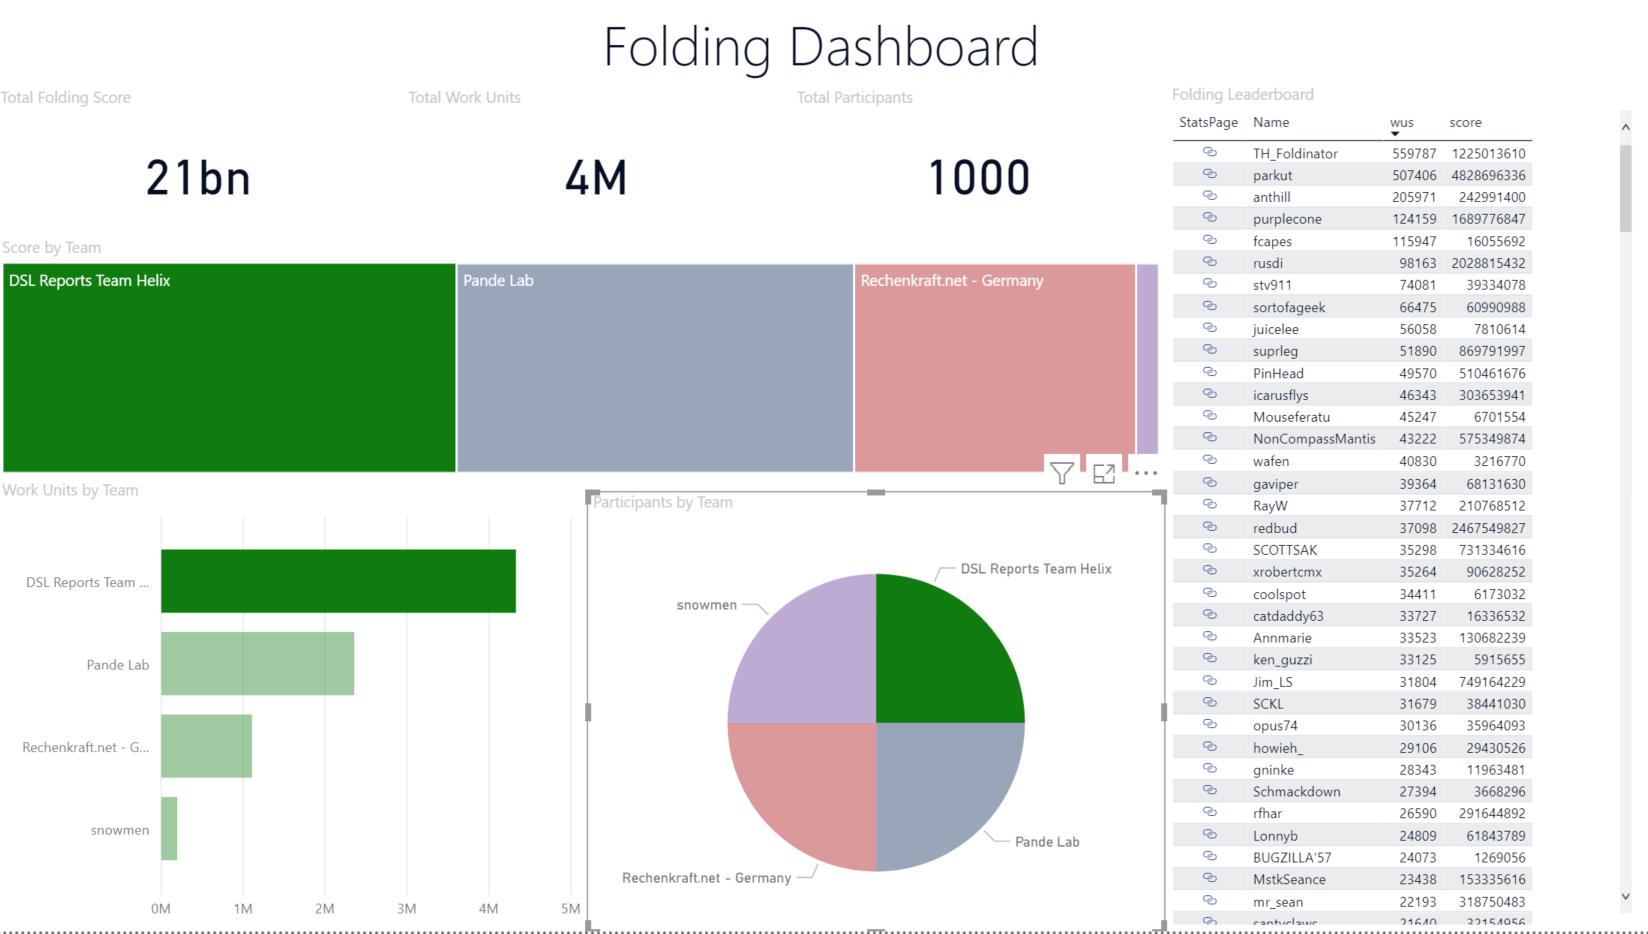 Folding Dashboard
Total Folding Score
Total Work Units
Total Participants
21bn
4M
1000
Score by Team
DSL Reports Team Helix
Pande Lab
Rechenkraft.net - Germany
Work Units by Team
DSL Reports Team ...
Pande Lab
Rechenkraft.net - G...
snowmen
0M 1M 2M 3M 4M 5M
Participants by Team
DSL Reports Team Helix
snowmen
Pande Lab
Rechenkraft.net - Germany
Folding Leaderboard
StatsPage Name wus score
TH_Foldinator 559787 1225013610
parkut 507406 4828696336
anthill 205971 242991400
purplecone 124159 1689776847
fcapes 115947 16055692
rusdi 98163 2028815432
stv911 74081 39334078
sortofageek 66475 60990988
juicelee 56058 7810614
suprleg 51890 869791997
PinHead 49570 510461676
icarusflys 46343 303653941
Mouseferatu 45247 6701554
NonCompassMantis 43222 575349874
wafen 40830 3216770
gaviper 39364 68131630
RayW 37712 210768512
redbud 37098 2467549827
SCOTTSAK 35298 731334616
xrobertcmx 35264 90628252
coolspot 34411 6173032
catdaddy63 33727 16336532
Annmarie 33523 130682239
ken_guzzi 33125 5915655
Jim_LS 31804 749164229
SCKL 31679 38441030
opus74 30136 35964093
howieh_ 29106 29430526
gninke 28343 11963481
Schmackdown 27394 3668296
rfhar 26590 291644892
Lonnyb 24809 61843789
BUGZILLA'57 24073 1269056
MstkSeance 23438 153335616
mr_sean 22193 318750483
santyclaws 21640 32154956